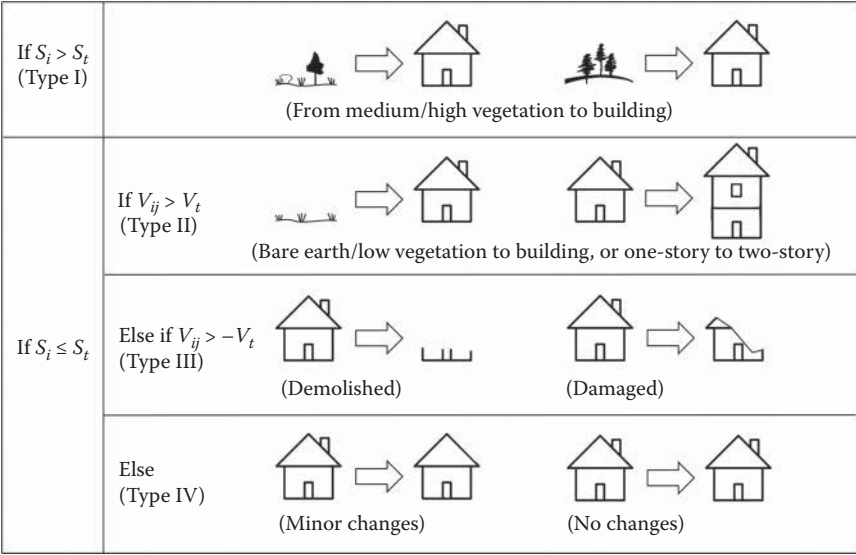 If Sᵢ > Sₜ
(Type I)
(From medium/high vegetation to building)
If Sᵢ ≤ Sₜ
If Vᵢⱼ > Vₜ
(Type II)
(Bare earth/low vegetation to building, or one-story to two-story)
Else if Vᵢⱼ > −Vₜ
(Type III)
(Demolished)
(Damaged)
Else
(Type IV)
(Minor changes)
(No changes)